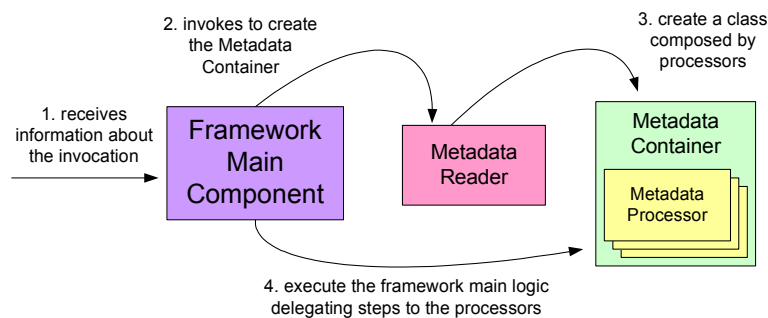 2. invokes to create
the Metadata
Container
3. create a class
composed by
processors
1. receives
information about
the invocation
Framework
Main
Component
Metadata
Reader
Metadata
Container
Metadata
Processor
4. execute the framework main logic
delegating steps to the processors